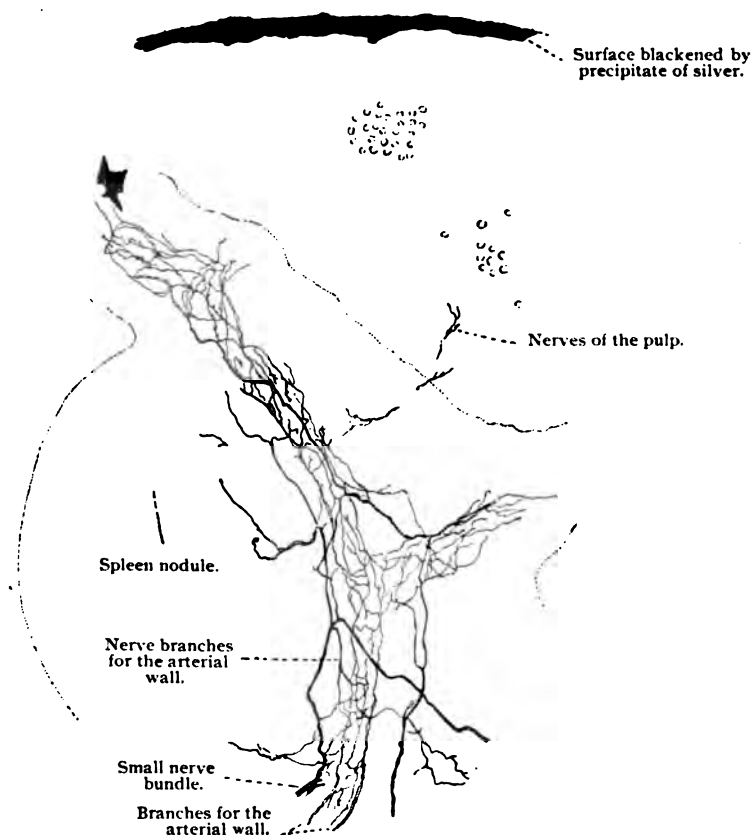 Surface blackened by
precipitate of silver.
Nerves of the pulp.
Spleen nodule.
Nerve branches
for the arterial
wall.
Small nerve
bundle.
Branches for the
arterial wall.